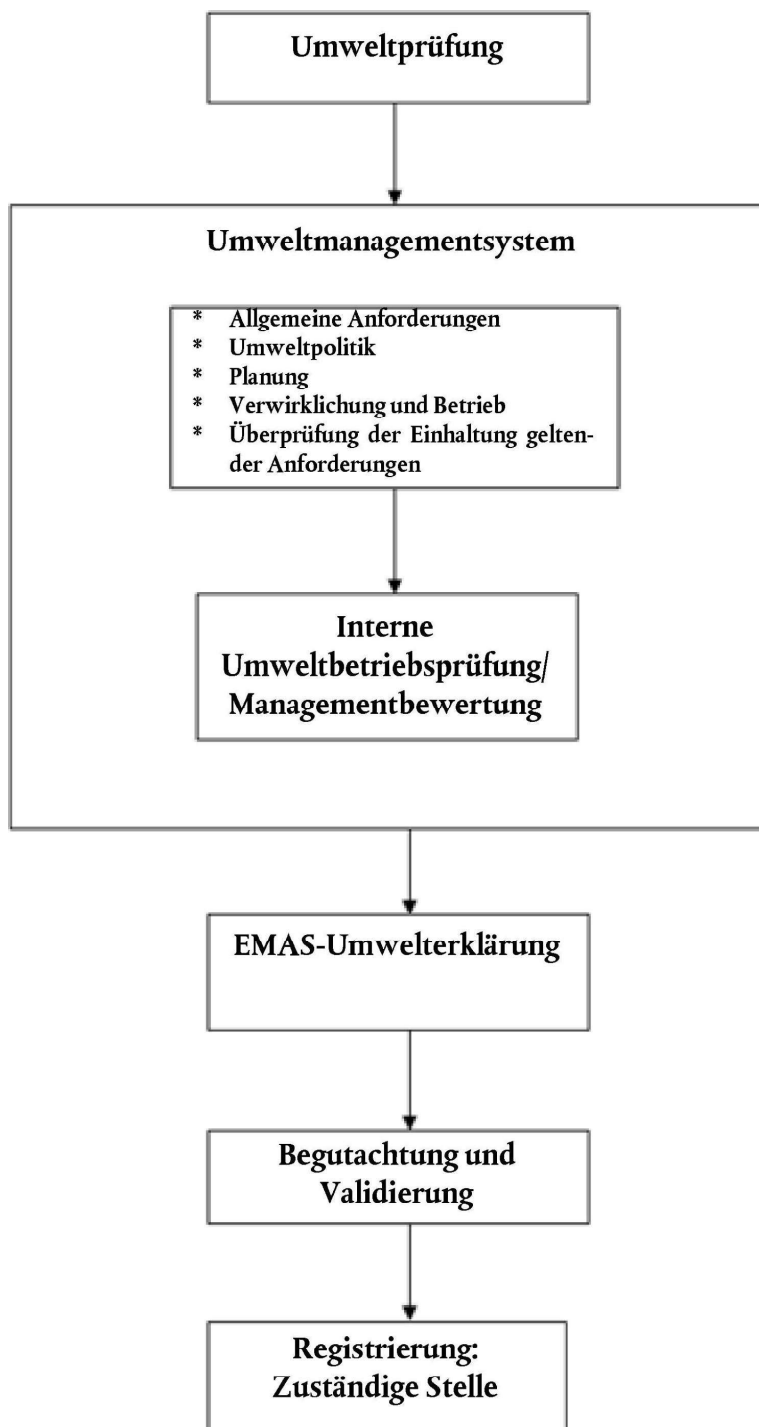 Umweltprüfung
Umweltmanagementsystem
* Allgemeine Anforderungen
* Umweltpolitik
* Planung
* Verwirklichung und Betrieb
* Überprüfung der Einhaltung gelten-
der Anforderungen
Interne
Umweltbetriebsprüfung/
Managementbewertung
EMAS-Umwelterklärung
Begutachtung und
Validierung
Registrierung:
Zuständige Stelle